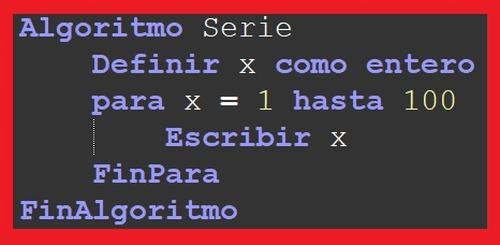 Algoritmo Serie
Definir x como entero
para x = 1 hasta 100
Escribir x
FinPara
FinAlgoritmo